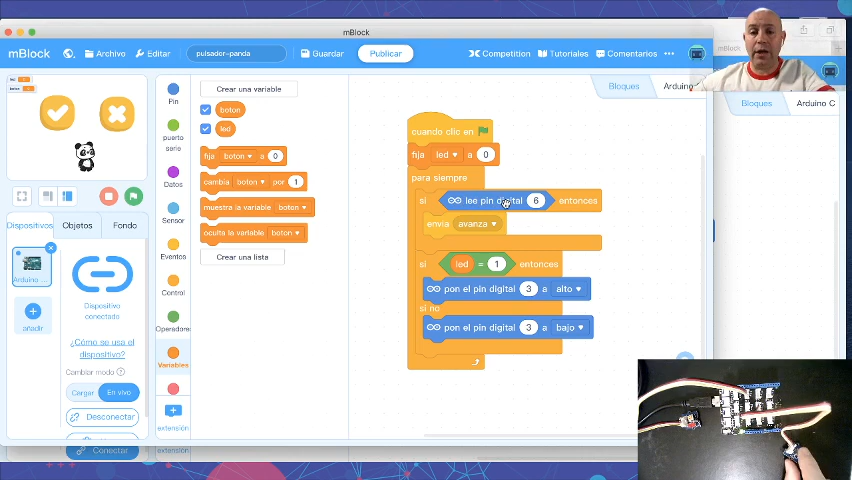 mBlock
mBlock
Archivo
Editar
pulsador-panda
Guardar
Publicar
Competition
Tutoriales
Comentarios
Bloques
Arduino C
Bloques
led
Pin
puerto serie
Datos
Sensor
Eventos
Control
Operadores
Variables
extensión
extensión
Crear una variable
boton
led
fija boton a 0
cambia boton por 1
muestra la variable boton
oculta la variable boton
Crear una lista
cuando clic en
fija led a 0
para siempre
si lee pin digital 6 entonces
envía avanza
si led = 1 entonces
pon el pin digital 3 a alto
si no
pon el pin digital 3 a bajo
Dispositivos
Objetos
Fondo
Arduino ...
añadir
Dispositivo
conectado
¿Cómo se usa el
dispositivo?
Cambiar modo
Cargar
En vivo
Desconectar
Conectar